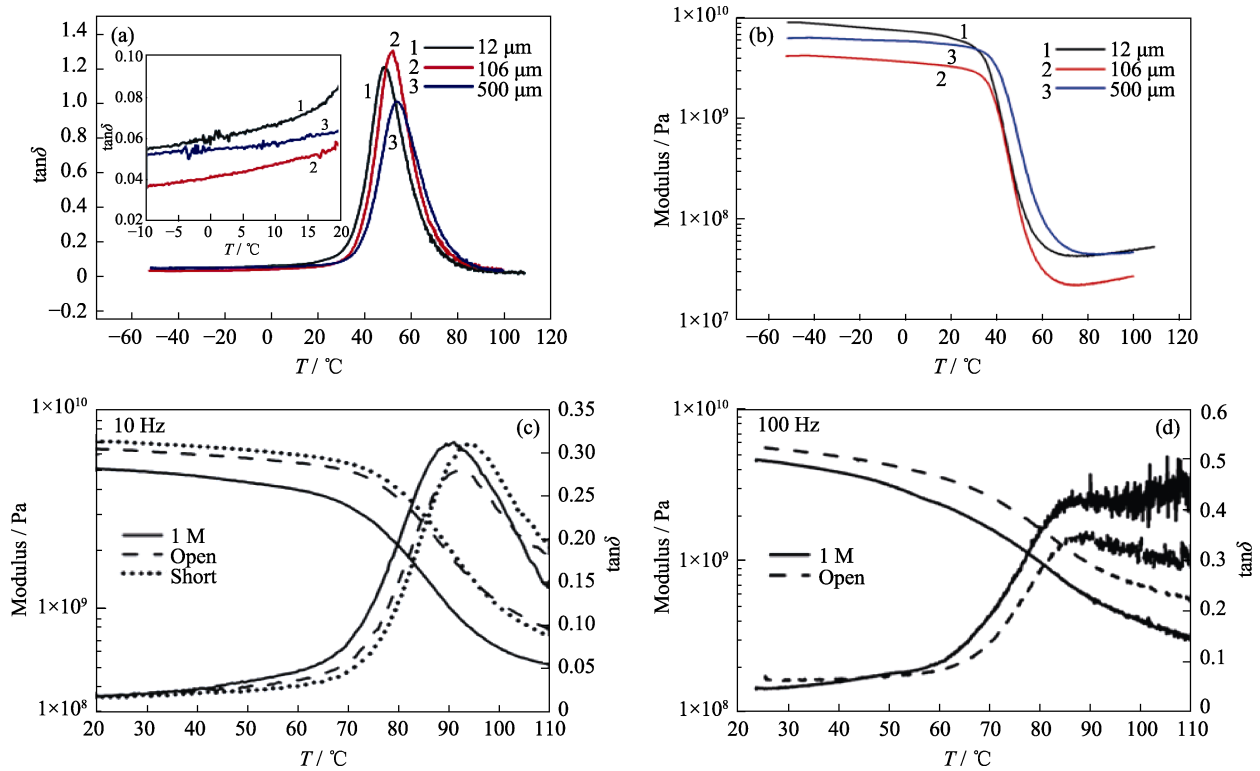 (a)
1.4
1.2
1.0
0.8
0.6
0.4
0.2
0
−0.2
tanδ
−60 −40 −20 0 20 40 60 80 100 120
T / ℃
1 12 μm
2 106 μm
3 500 μm
1
2
3
0.10
0.08
0.06
0.04
0.02
tanδ
−10 −5 0 5 10 15 20
T / ℃
1
3
2
(b)
1×10¹⁰
1×10⁹
1×10⁸
1×10⁷
Modulus / Pa
−60 −40 −20 0 20 40 60 80 100 120
T / ℃
1 12 μm
2 106 μm
3 500 μm
1
3
2
10 Hz
(c)
1×10¹⁰
1×10⁹
1×10⁸
Modulus / Pa
1 M
Open
Short
0.35
0.30
0.25
0.20
0.15
0.10
0.05
0
tanδ
20 30 40 50 60 70 80 90 100 110
T / ℃
100 Hz
(d)
1×10¹⁰
1×10⁹
1×10⁸
Modulus / Pa
1 M
Open
0.6
0.5
0.4
0.3
0.2
0.1
0
tanδ
20 30 40 50 60 70 80 90 100 110
T / ℃